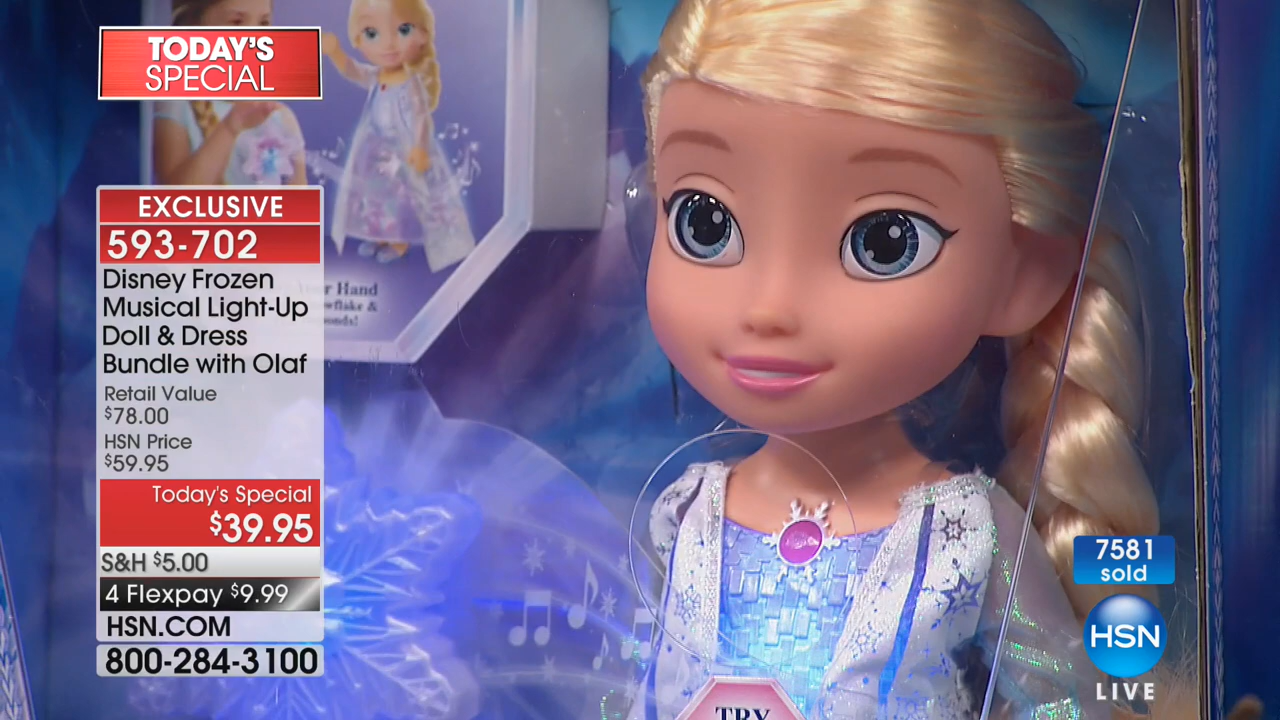 TODAY'S
SPECIAL
EXCLUSIVE
593-702
Disney Frozen
Musical Light-Up
Doll & Dress
Bundle with Olaf
Retail Value
$78.00
HSN Price
$59.95
Today's Special
$39.95
S&H $5.00
4 Flexpay $9.99
HSN.COM
800-284-3100
Hand
&
TRY
7581
sold
HSN
LIVE